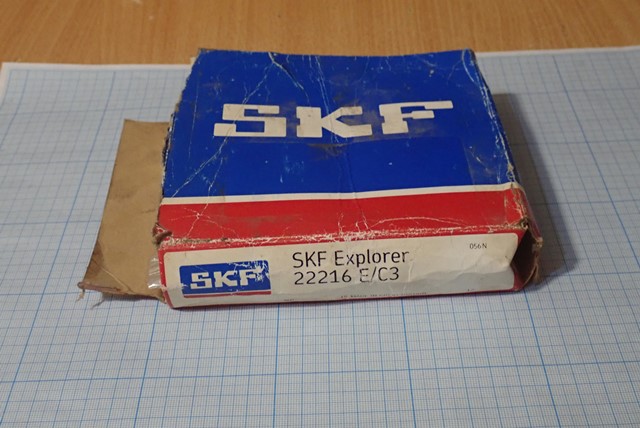 SKF
SKF
SKF Explorer
22216 E/C3
056N